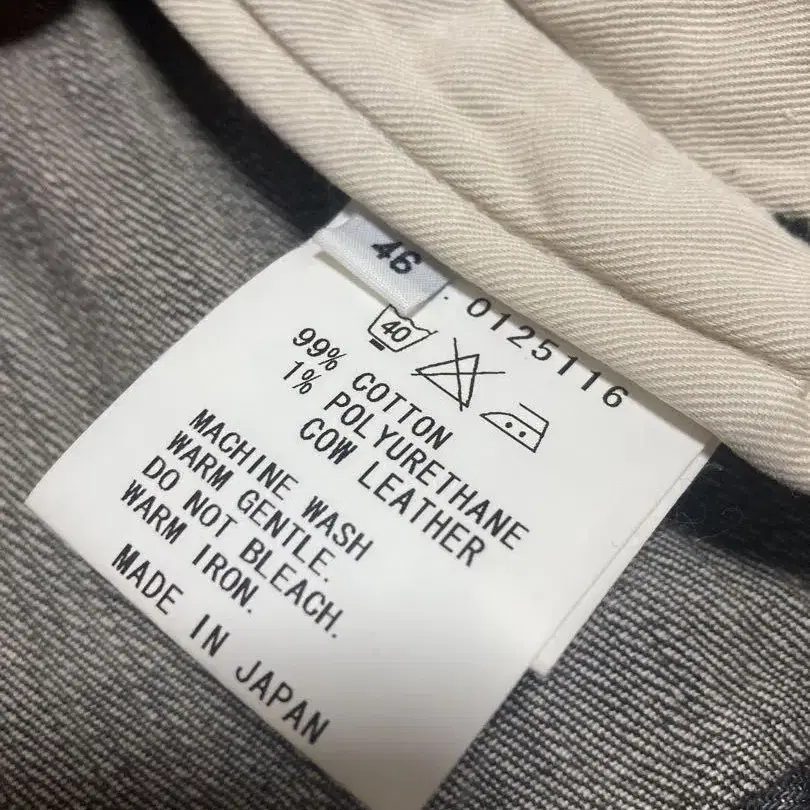 46
0125116
40
99% COTTON
1% POLYURETHANE
COW LEATHER
MACHINE WASH
WARM GENTLE.
DO NOT BLEACH.
WARM IRON.
MADE IN JAPAN